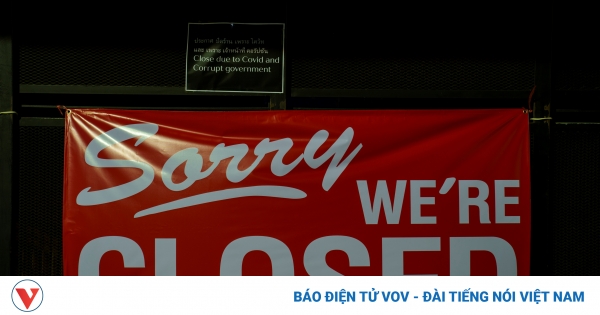 Close due to Covid and
Corrupt government
Sorry
WE'RE
CLOSED
BÁO ĐIỆN TỬ VOV - ĐÀI TIẾNG NÓI VIỆT NAM